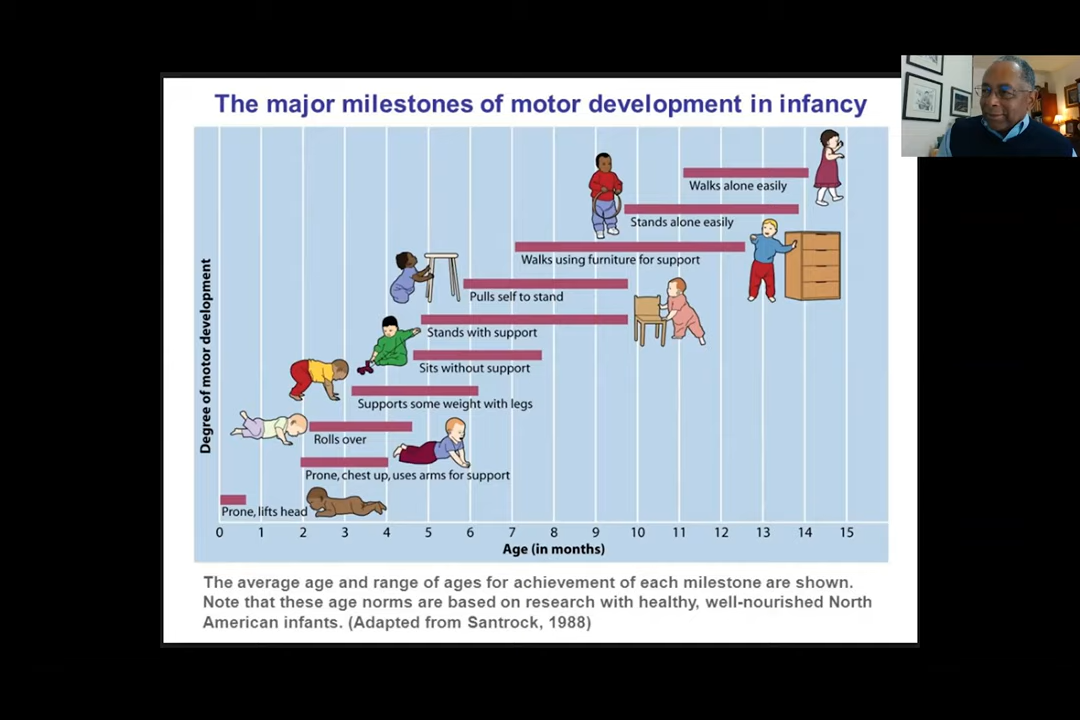 The major milestones of motor development in infancy
Walks alone easily
Stands alone easily
Walks using furniture for support
Pulls self to stand
Stands with support
Sits without support
Supports some weight with legs
Rolls over
Prone, chest up, uses arms for support
Prone, lifts head
Degree of motor development
0 1 2 3 4 5 6 7 8 9 10 11 12 13 14 15
Age (in months)
The average age and range of ages for achievement of each milestone are shown.
Note that these age norms are based on research with healthy, well-nourished North
American infants. (Adapted from Santrock, 1988)